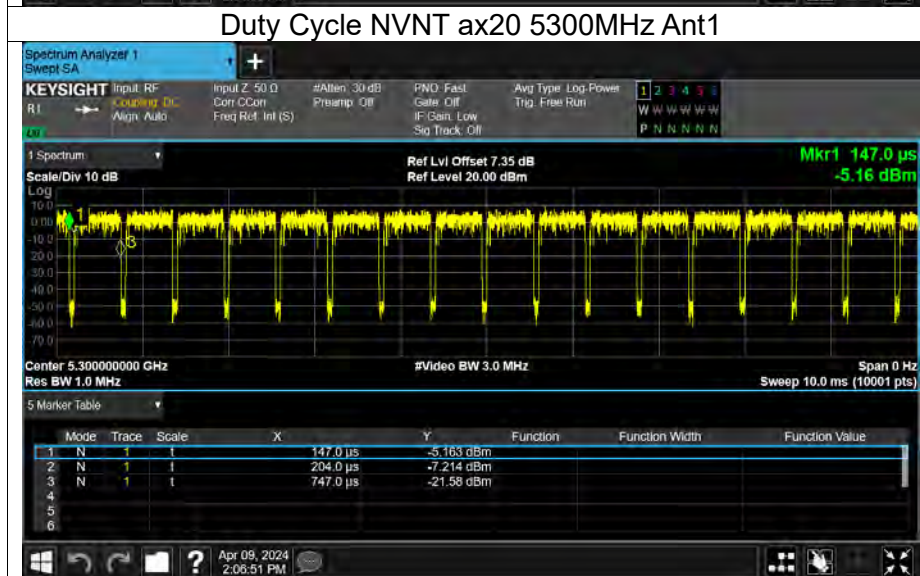 Duty Cycle NVNT ax20 5300MHz Ant1
Spectrum Analyzer 1
Swept SA
+
KEYSIGHT Input: RF Input Z: 50 Ω #Atten: 30 dB PNO: Fast Avg Type: Log-Power 1 2 3 4 5 6
Coupling: DC Corr CCorr Preamp: Off Gate: Off Trig: Free Run W W W W W W
Align: Auto Freq Ref: Int (S) IF Gain: Low
Sig Track: Off P N N N N N
1 Spectrum
Ref Lvl Offset 7.35 dB Mkr1 147.0 µs
Scale/Div 10 dB Ref Level 20.00 dBm -5.16 dBm
Log
10.0
0.00
-10.0
-20.0
-30.0
-40.0
-50.0
-60.0
-70.0
1
3
Center 5.300000000 GHz #Video BW 3.0 MHz Span 0 Hz
Res BW 1.0 MHz Sweep 10.0 ms (10001 pts)
5 Marker Table
Mode Trace Scale X Y Function Function Width Function Value
1 N 1 t 147.0 µs -5.163 dBm
2 N 1 t 204.0 µs -7.214 dBm
3 N 1 t 747.0 µs -21.58 dBm
4
5
6
? Apr 09, 2024
2:06:51 PM